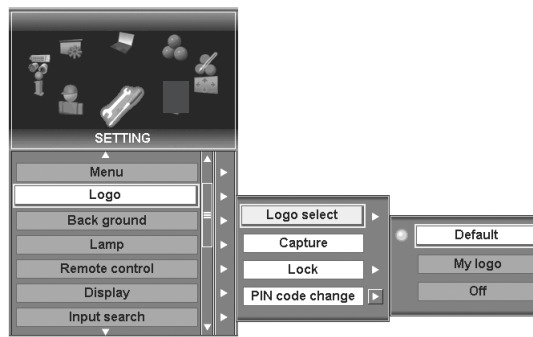 SETTING
Menu
Logo
Back ground
Lamp
Remote control
Display
Input search
Logo select
Capture
Lock
PIN code change
Default
My logo
Off